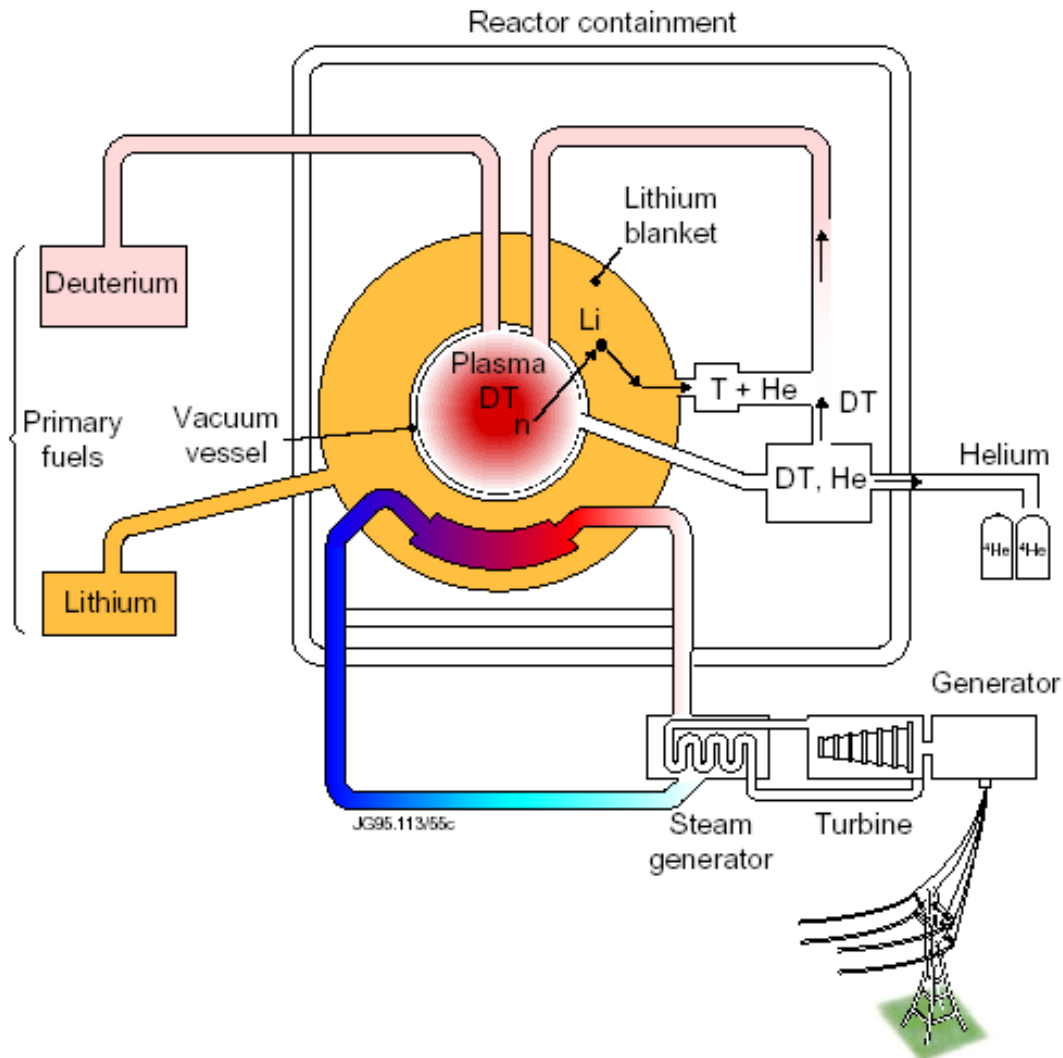 Reactor containment
Lithium
blanket
Deuterium
Li
Plasma
DT
n
T + He
DT
Primary
fuels
Vacuum
vessel
DT, He
Helium
⁴He
⁴He
Lithium
Generator
JG95.113/55c
Steam
generator
Turbine